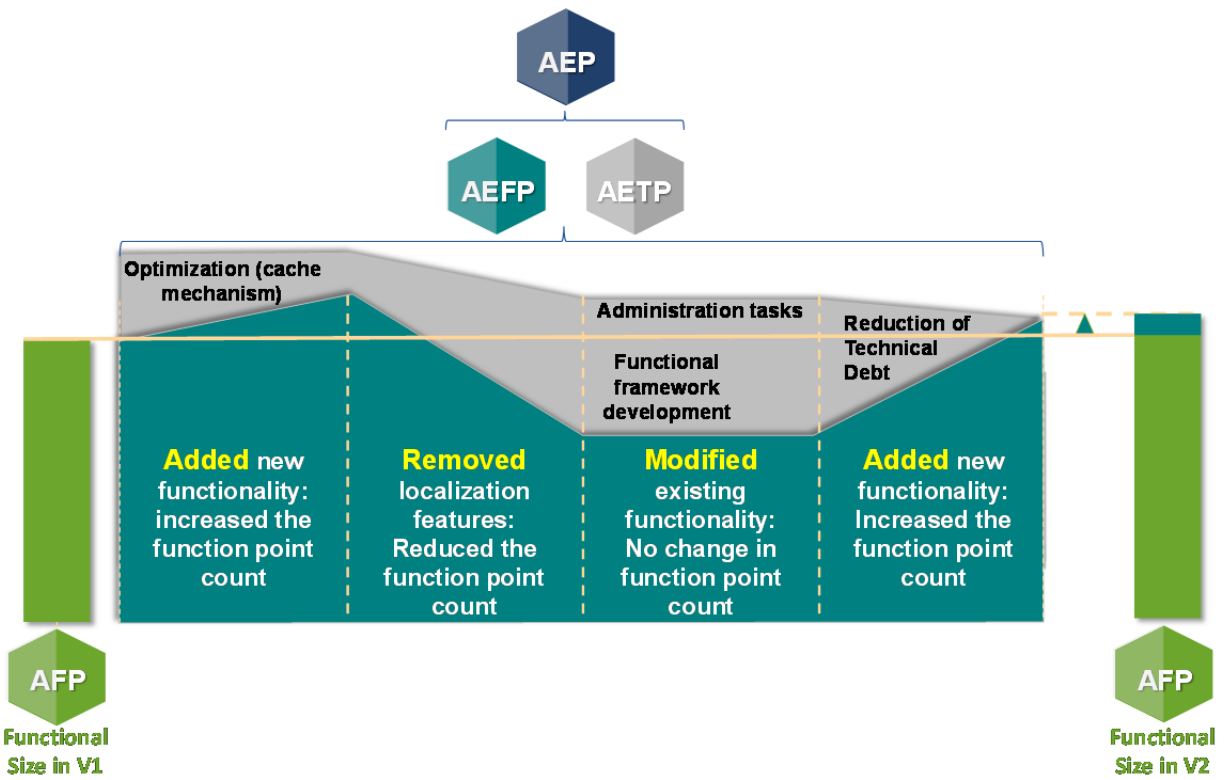 AEP
AEFP
AETP
Optimization (cache
mechanism)
Administration tasks
Functional
framework
development
Reduction of
Technical
Debt
Added new
functionality:
increased the
function point
count
Removed
localization
features:
Reduced the
function point
count
Modified
existing
functionality:
No change in
function point
count
Added new
functionality:
Increased the
function point
count
AFP
Functional
Size in V1
AFP
Functional
Size in V2